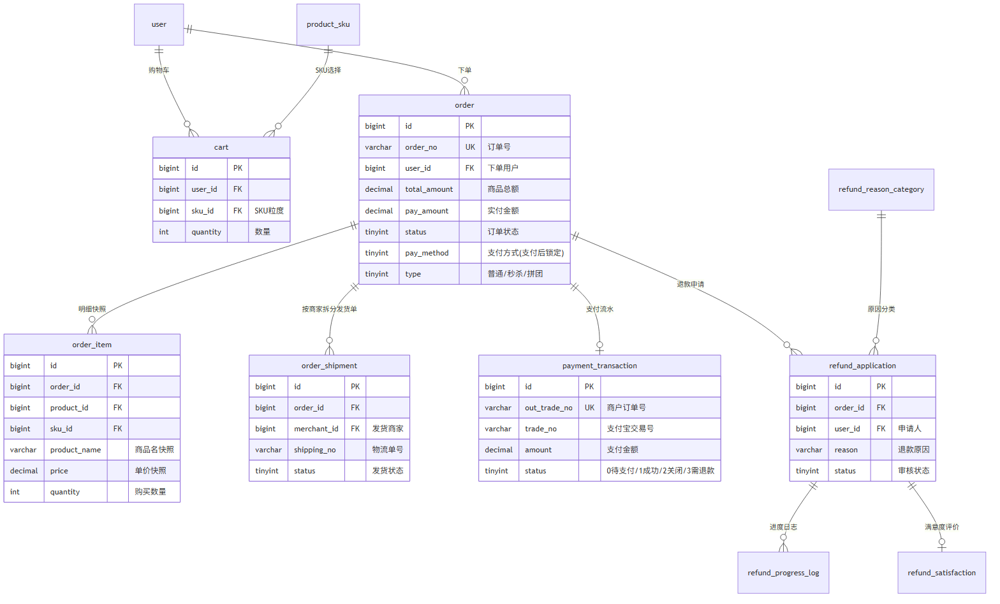 user
product_sku
购物车
SKU选择
下单
order
bigint id PK
varchar order_no UK 订单号
bigint user_id FK 下单用户
decimal total_amount 商品总额
decimal pay_amount 实付金额
tinyint status 订单状态
tinyint pay_method 支付方式(支付后锁定)
tinyint type 普通/秒杀/拼团
cart
bigint id PK
bigint user_id FK
bigint sku_id FK SKU粒度
int quantity 数量
refund_reason_category
明细快照
按商家拆分发货单
支付流水
退款申请
原因分类
order_item
bigint id PK
bigint order_id FK
bigint product_id FK
bigint sku_id FK
varchar product_name 商品名快照
decimal price 单价快照
int quantity 购买数量
order_shipment
bigint id PK
bigint order_id FK
bigint merchant_id FK 发货商家
varchar shipping_no 物流单号
tinyint status 发货状态
payment_transaction
bigint id PK
varchar out_trade_no UK 商户订单号
varchar trade_no 支付宝交易号
decimal amount 支付金额
tinyint status 0待支付/1成功/2关闭/3需退款
refund_application
bigint id PK
bigint order_id FK
bigint user_id FK 申请人
varchar reason 退款原因
tinyint status 审核状态
进度日志
满意度评价
refund_progress_log
refund_satisfaction